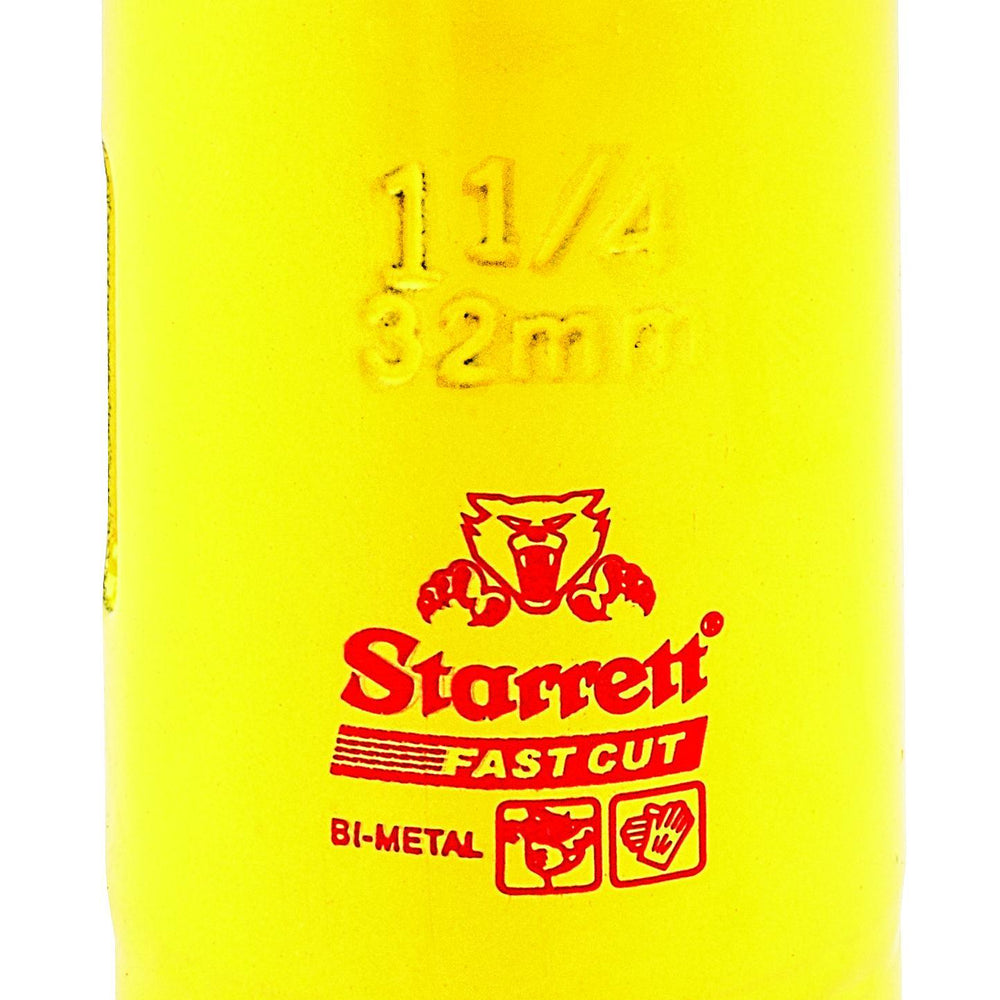 1 1/4
32mm
Starrett
FAST CUT
BI-METAL